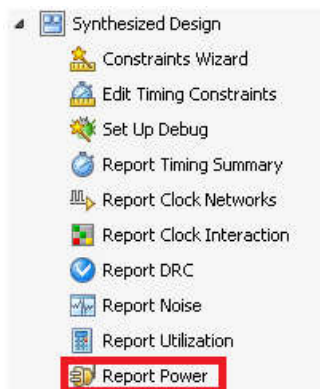 Synthesized Design
Constraints Wizard
Edit Timing Constraints
Set Up Debug
Report Timing Summary
Report Clock Networks
Report Clock Interaction
Report DRC
Report Noise
Report Utilization
Report Power